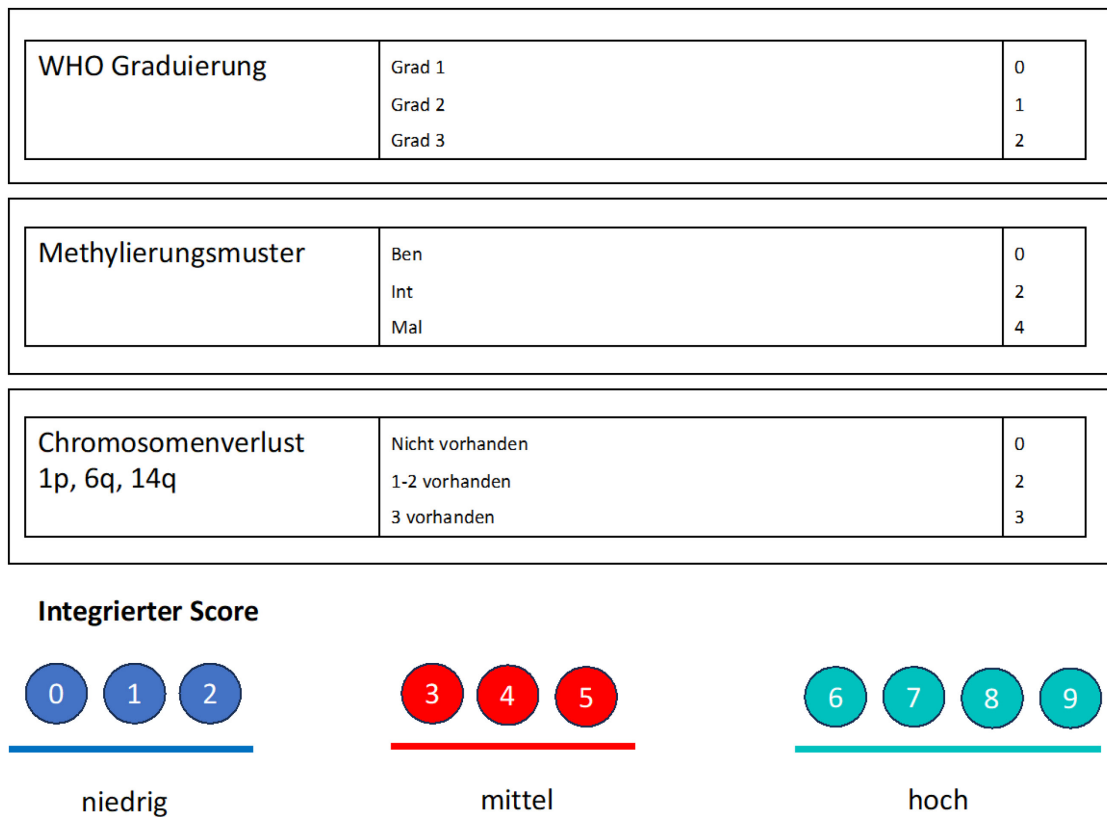 WHO Graduierung
Grad 1 0
Grad 2 1
Grad 3 2
Methylierungsmuster
Ben 0
Int 2
Mal 4
Chromosomenverlust
1p, 6q, 14q
Nicht vorhanden 0
1-2 vorhanden 2
3 vorhanden 3
Integrierter Score
0 1 2 3 4 5 6 7 8 9
niedrig mittel hoch